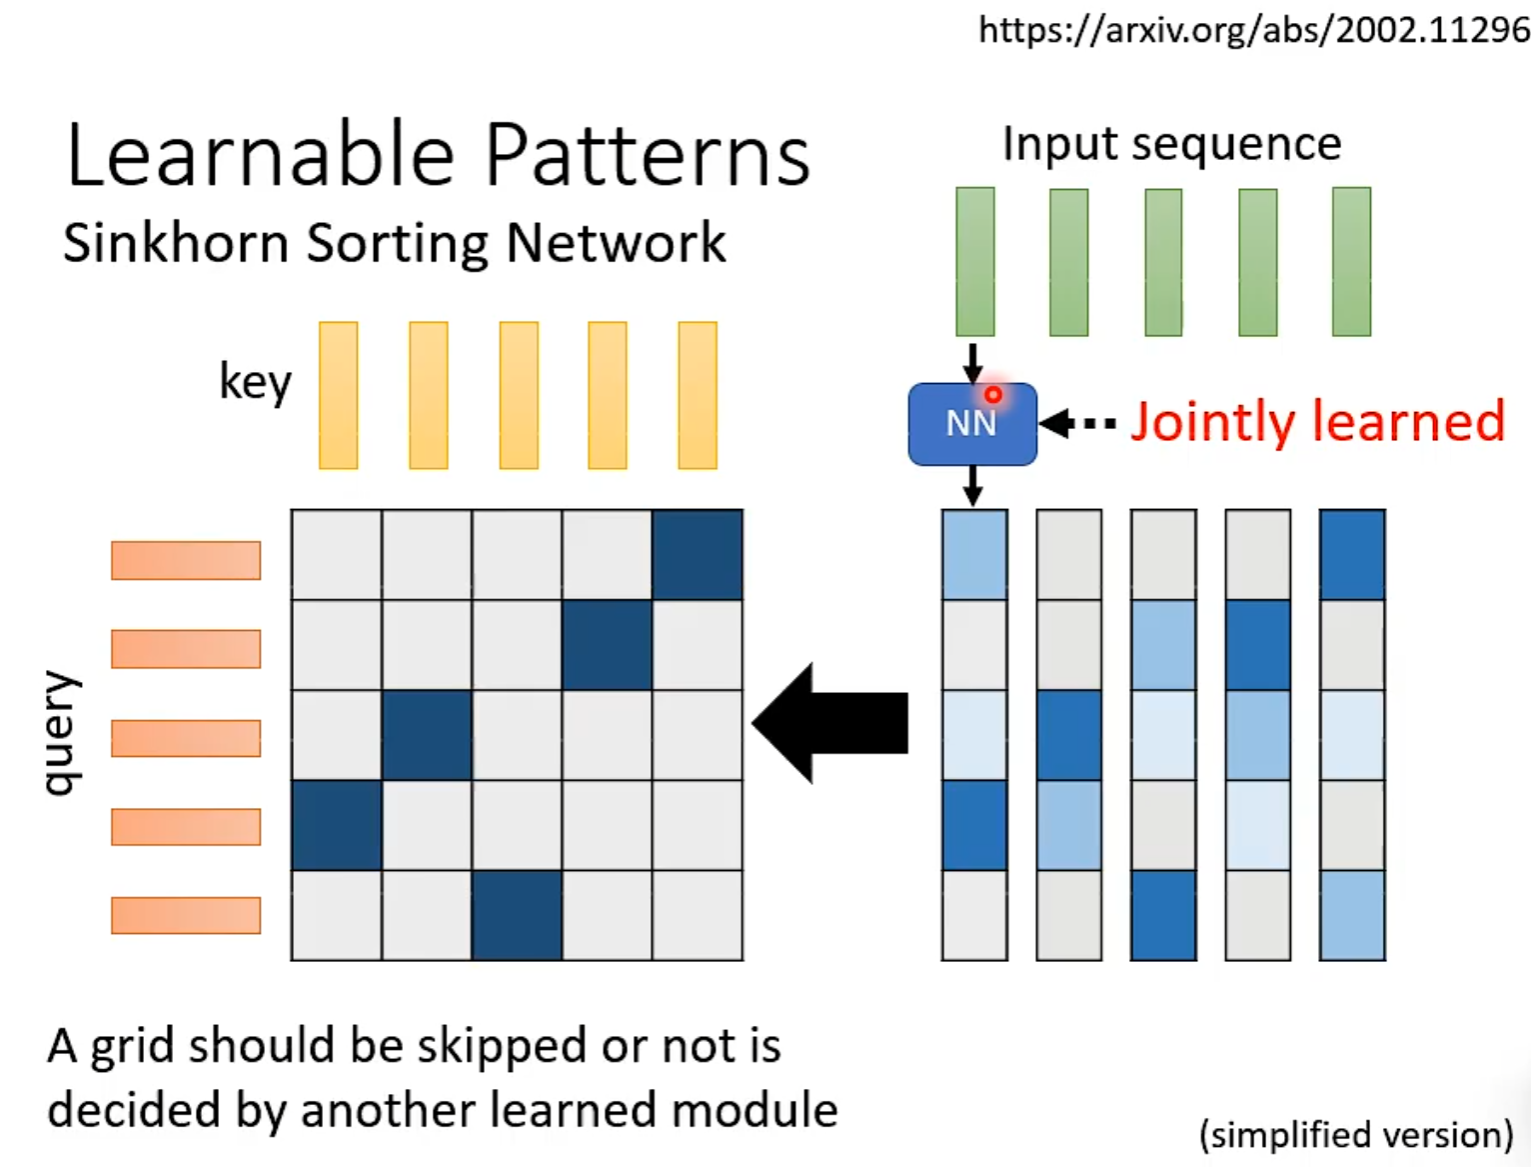 https://arxiv.org/abs/2002.11296
Learnable Patterns
Sinkhorn Sorting Network
Input sequence
key
NN
Jointly learned
query
A grid should be skipped or not is
decided by another learned module
(simplified version)